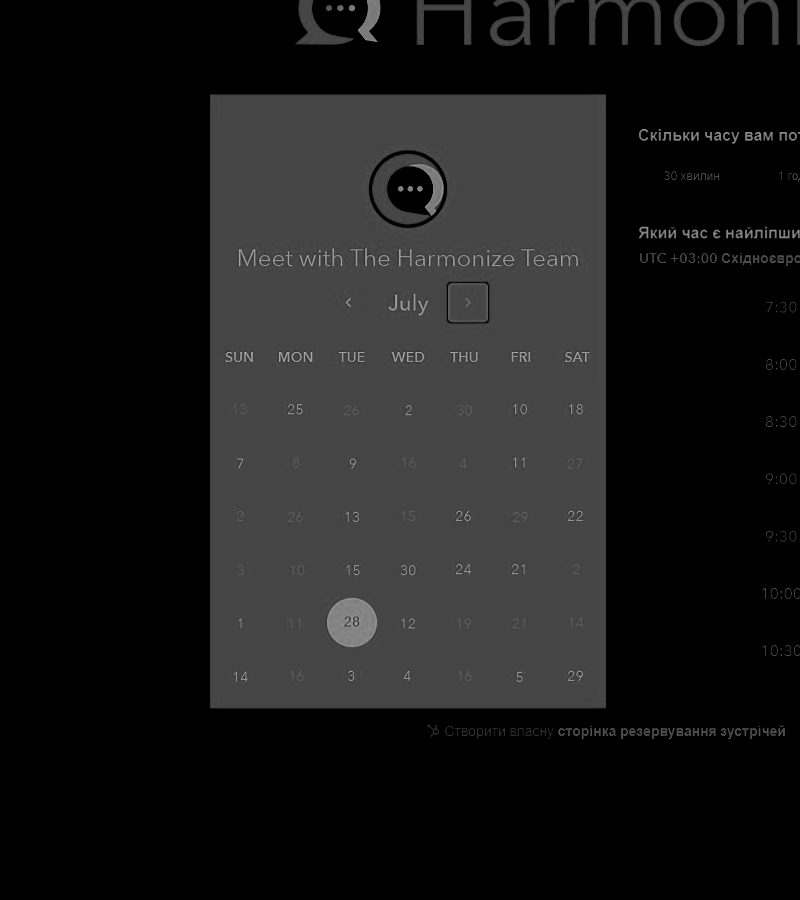 Harmoni
Meet with The Harmonize Team
July
SUN MON TUE WED THU FRI SAT
13 25 26 2 30 10 18
7 8 9 16 4 11 27
2 26 13 15 26 29 22
3 10 15 30 24 21 2
1 11 28 12 19 21 14
14 16 3 4 16 5 29
Скільки часу вам пот
30 хвилин 1 го
Який час є найліпши
UTC +03:00 Східноєвро
7:30
8:00
8:30
9:00
9:30
10:00
10:30
Створити власну сторінка резервування зустрічей